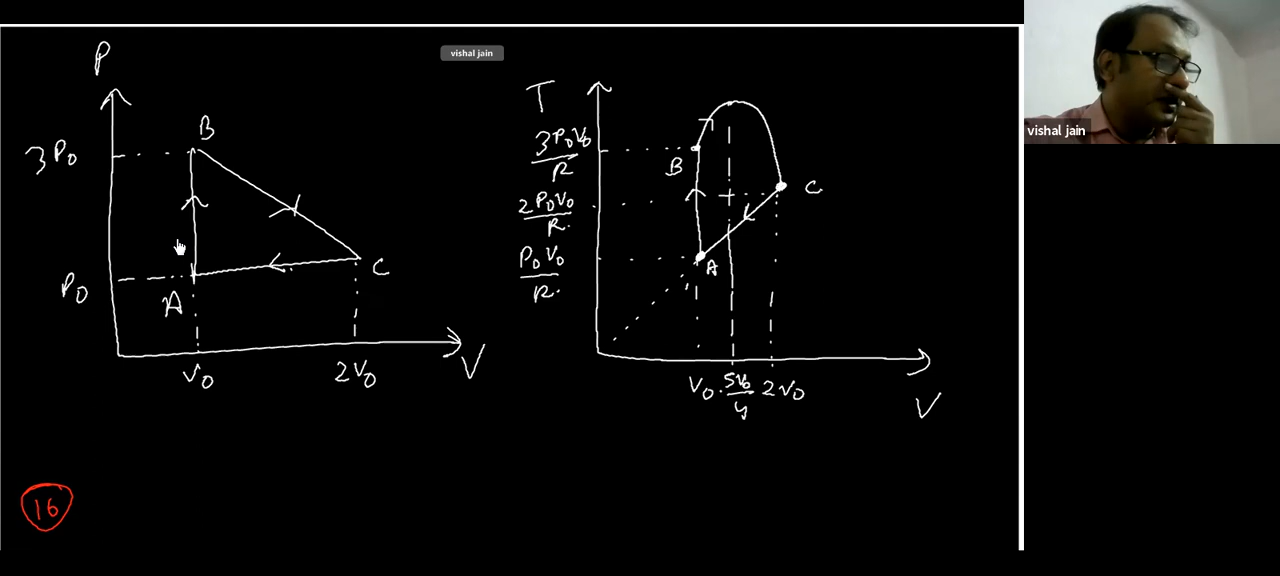 vishal jain
P
3P₀
P₀
B
A
C
V₀
2V₀
V
T
3P₀V₀
R
2P₀V₀
R.
P₀V₀
R.
B
C
A
V₀
5V₀
4
2V₀
V
16
vishal jain